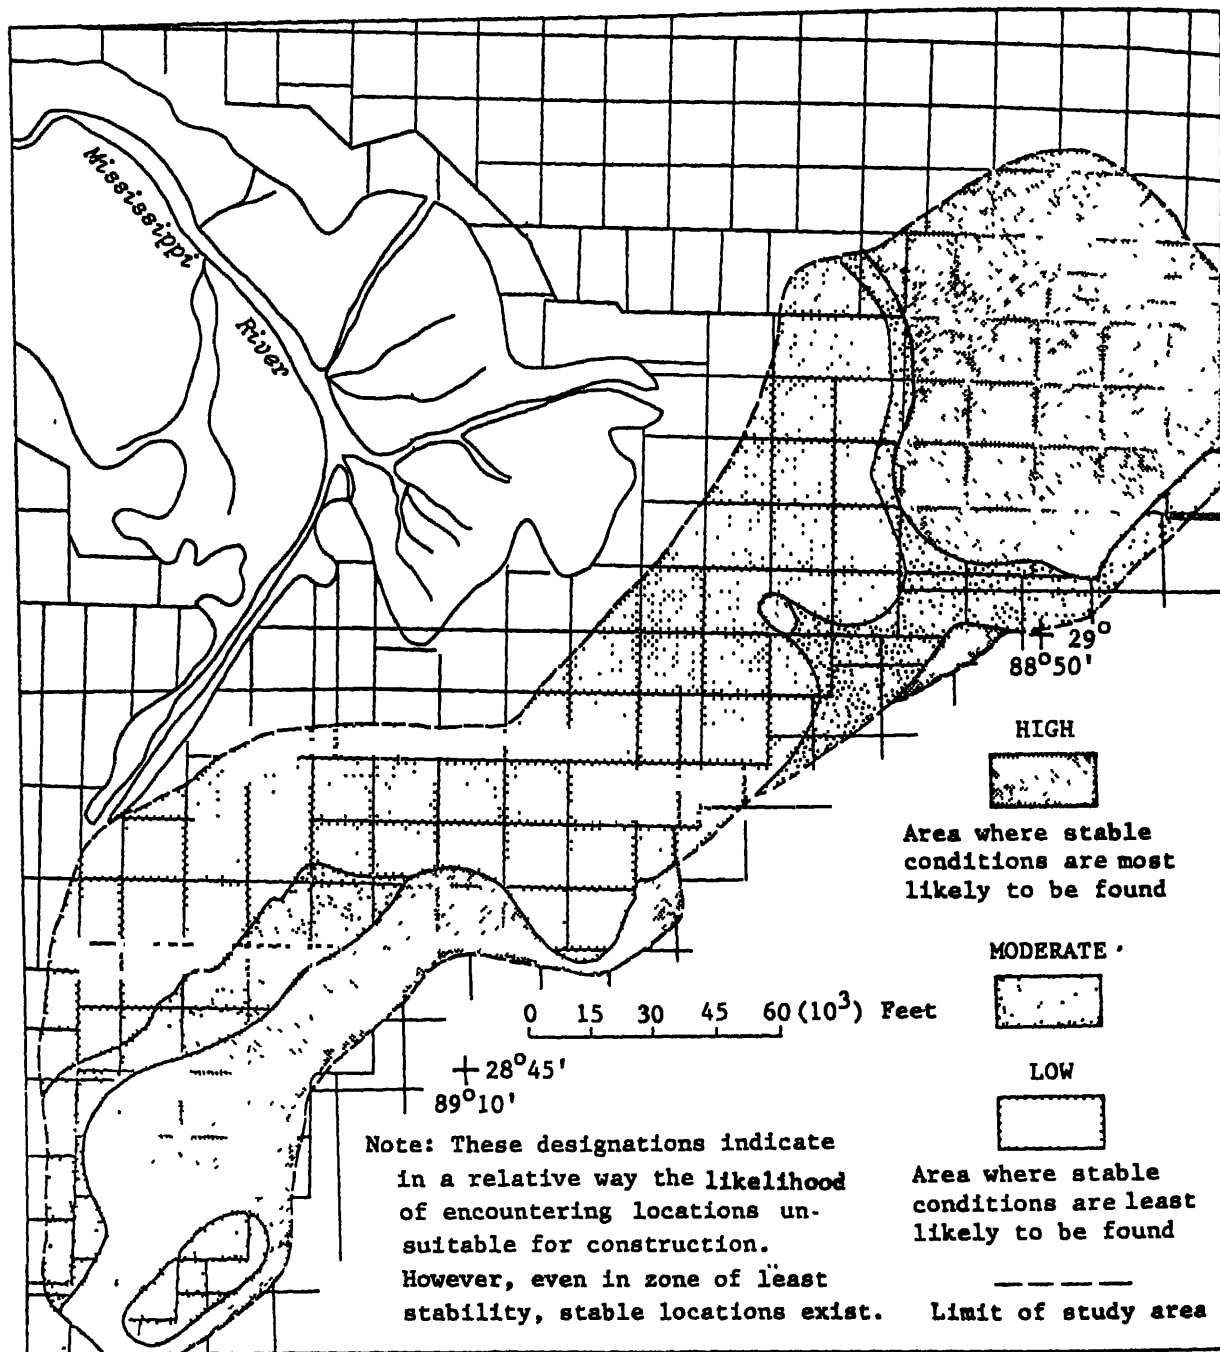 Mississippi
River
29°
88°50'
HIGH
Area where stable
conditions are most
likely to be found
MODERATE
0 15 30 45 60(10³) Feet
LOW
28°45'
89°10'
Note: These designations indicate
in a relative way the likelihood
of encountering locations un-
suitable for construction.
However, even in zone of least
stability, stable locations exist.
Area where stable
conditions are least
likely to be found
Limit of study area